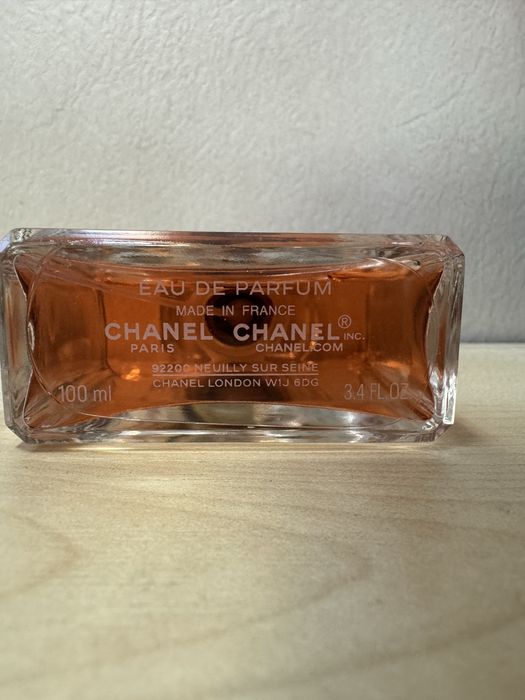 EAU DE PARFUM
MADE IN FRANCE
CHANEL CHANEL® INC.
PARIS CHANEL.COM
92200 NEUILLY SUR SEINE
CHANEL LONDON W1J 6DG
100 ml 3.4 FL.OZ